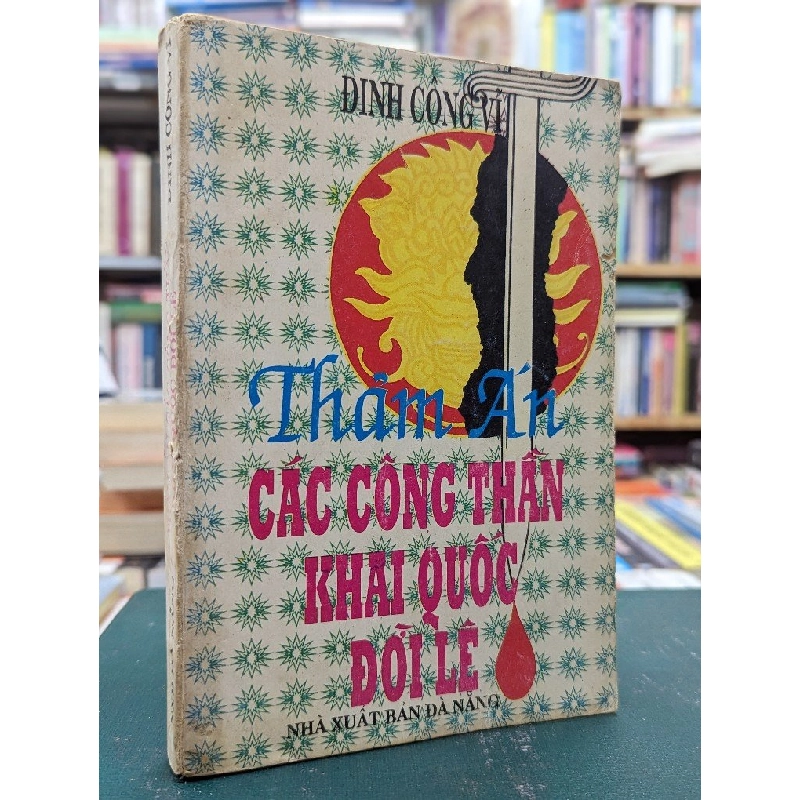 ĐINH CÔNG VĨ
Thảm Án
CÁC CÔNG THẦN
KHAI QUỐC
ĐỜI LÊ
NHÀ XUẤT BẢN ĐÀ NẴNG